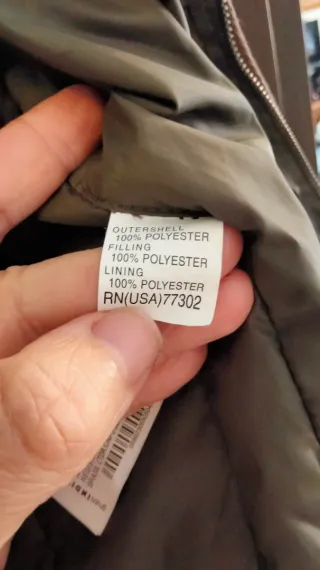 OUTERSHELL
100% POLYESTER
FILLING
100% POLYESTER
LINING
100% POLYESTER
RN(USA)77302